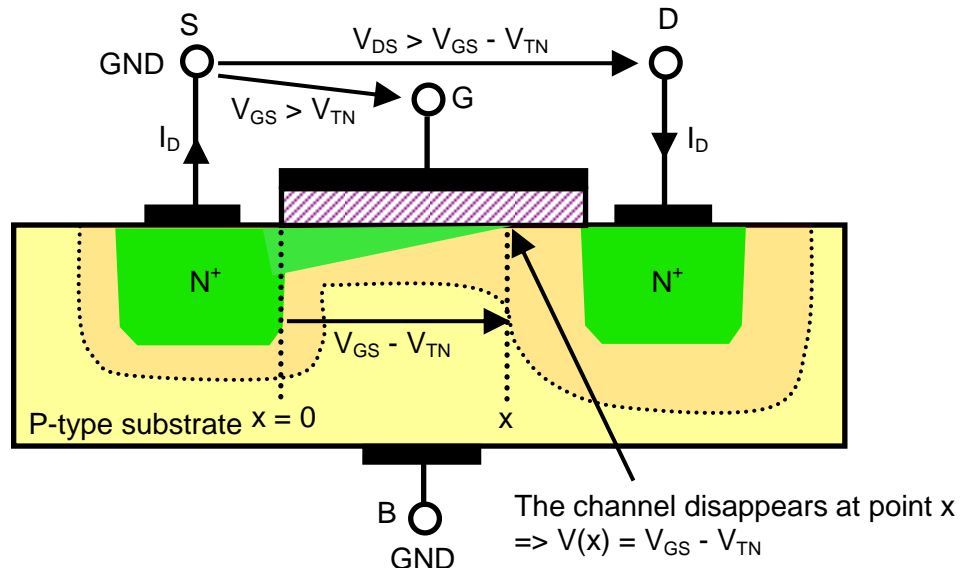 S
D
V_DS > V_GS - V_TN
GND
G
V_GS > V_TN
I_D
I_D
N+
N+
V_GS - V_TN
P-type substrate
x = 0
x
B
GND
The channel disappears at point x
=> V(x) = V_GS - V_TN